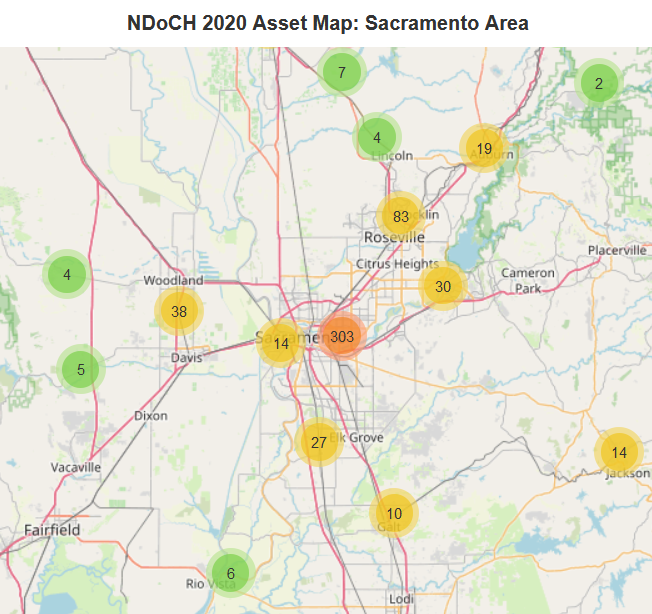 NDoCH 2020 Asset Map: Sacramento Area
7
2
4
Lincoln
19
Auburn
83
Rocklin
Roseville
Placerville
Citrus Heights
4
Woodland
30
Cameron
Park
38
Sacramento
14
303
Davis
5
Dixon
27
Elk Grove
14
Vacaville
Jackson
10
Galt
Fairfield
6
Rio Vista
Lodi